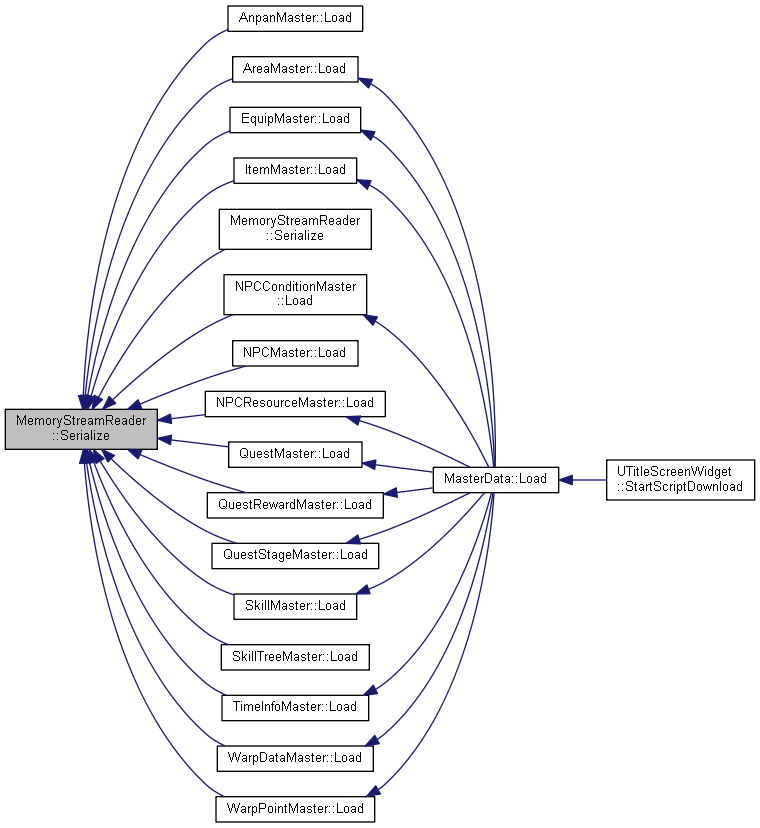 AnpanMaster::Load
AreaMaster::Load
EquipMaster::Load
ItemMaster::Load
MemoryStreamReader
::Serialize
NPCConditionMaster
::Load
NPCMaster::Load
NPCResourceMaster::Load
MemoryStreamReader
::Serialize
QuestMaster::Load
MasterData::Load
UTitleScreenWidget
::StartScriptDownload
QuestRewardMaster::Load
QuestStageMaster::Load
SkillMaster::Load
SkillTreeMaster::Load
TimeInfoMaster::Load
WarpDataMaster::Load
WarpPointMaster::Load